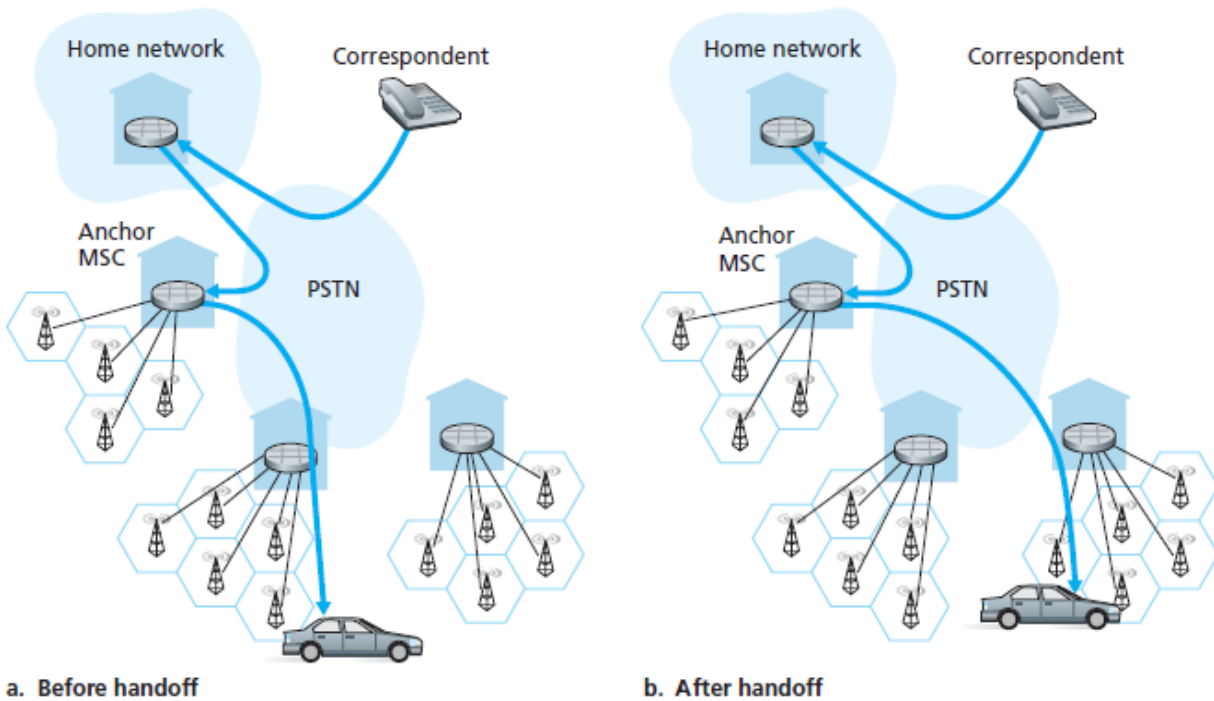 Home network
Correspondent
Anchor
MSC
PSTN
a. Before handoff
Home network
Correspondent
Anchor
MSC
PSTN
b. After handoff